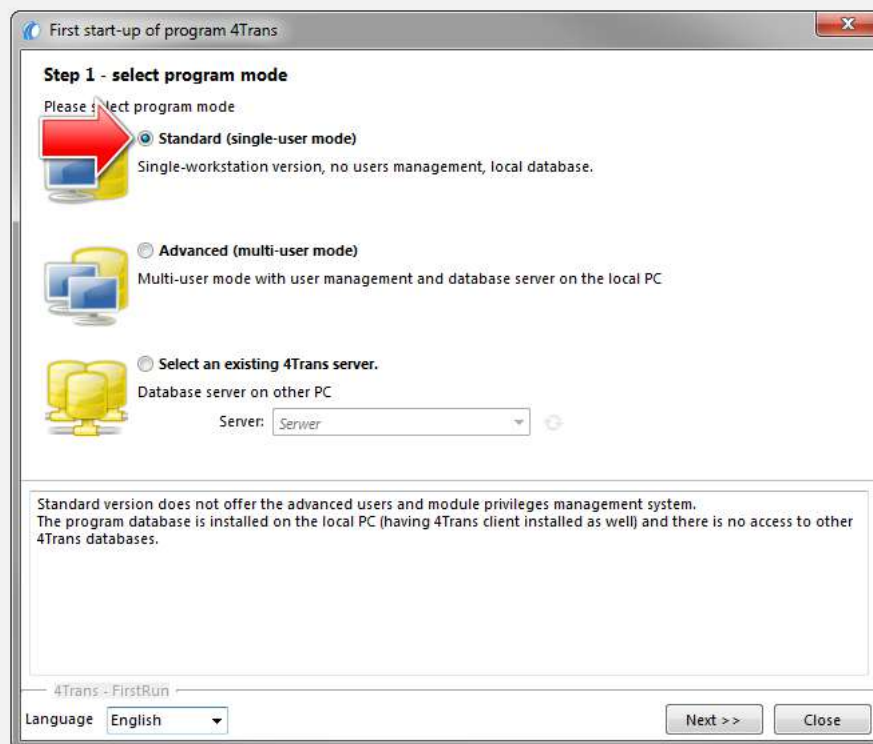 First start-up of program 4Trans
Step 1 - select program mode
Please select program mode
Standard (single-user mode)
Single-workstation version, no users management, local database.
Advanced (multi-user mode)
Multi-user mode with user management and database server on the local PC
Select an existing 4Trans server.
Database server on other PC
Server: Serwer
Standard version does not offer the advanced users and module privileges management system.
The program database is installed on the local PC (having 4Trans client installed as well) and there is no access to other
4Trans databases.
4Trans - FirstRun
Language English Next >> Close